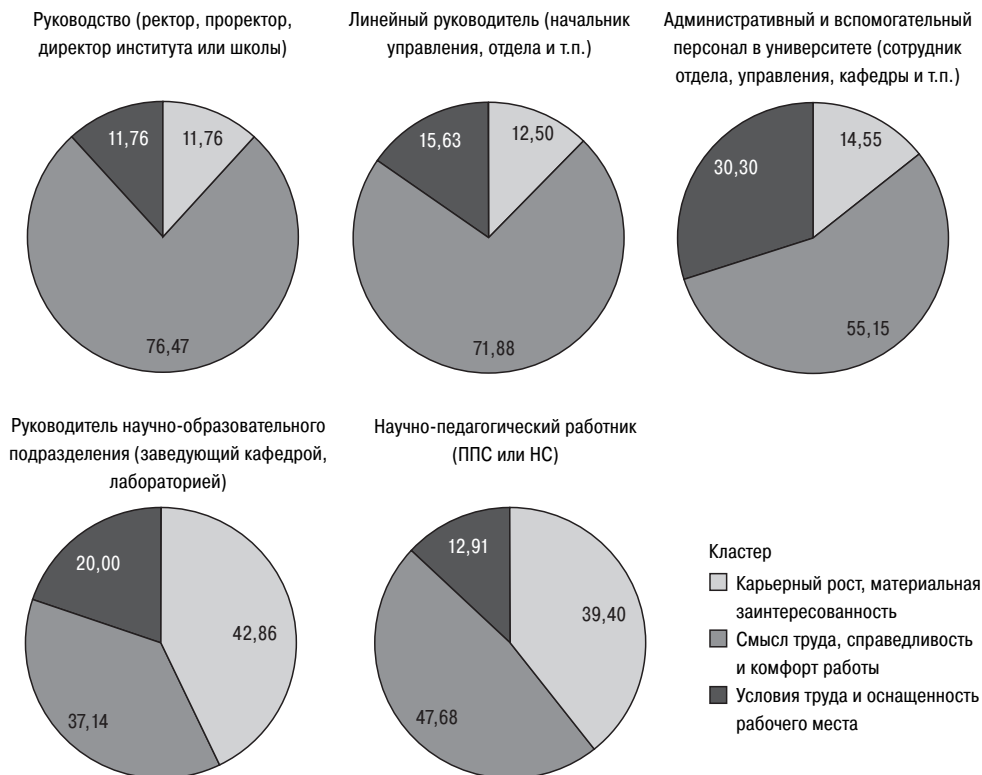 Руководство (ректор, проректор,
директор института или школы)
11,76
11,76
76,47
Линейный руководитель (начальник
управления, отдела и т.п.)
15,63
12,50
71,88
Административный и вспомогательный
персонал в университете (сотрудник
отдела, управления, кафедры и т.п.)
30,30
14,55
55,15
Руководитель научно-образовательного
подразделения (заведующий кафедрой,
лабораторией)
20,00
42,86
37,14
Научно-педагогический работник
(ППС или НС)
12,91
39,40
47,68
Кластер
Карьерный рост, материальная
заинтересованность
Смысл труда, справедливость
и комфорт работы
Условия труда и оснащенность
рабочего места